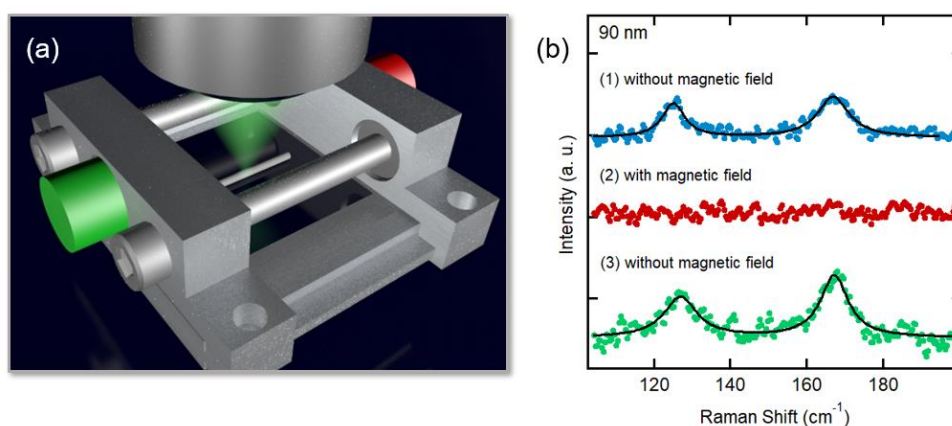 (a)
(b)
90 nm
(1) without magnetic field
(2) with magnetic field
(3) without magnetic field
Intensity (a. u.)
120 140 160 180
Raman Shift (cm⁻¹)